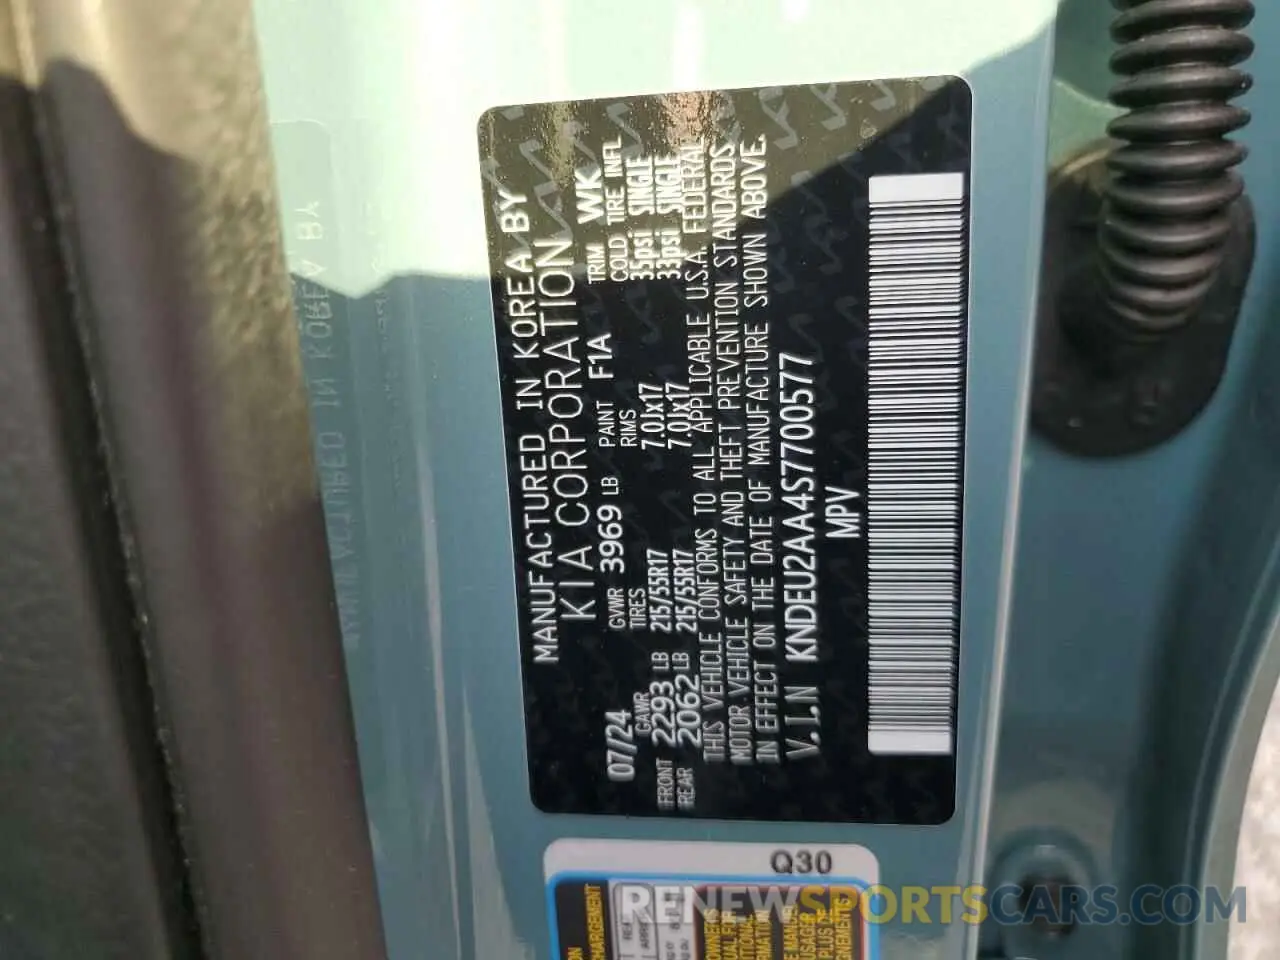 MANUFACTURED IN KOREA BY
KIA CORPORATION
07/24 GVWR 3969 LB PAINT F1A TRIM WK
GAWR TIRES RIMS COLD TIRE INFL
FRONT 2293 LB 215/55R17 7.0Jx17 35psi SINGLE
REAR 2062 LB 215/55R17 7.0Jx17 33psi SINGLE
THIS VEHICLE CONFORMS TO ALL APPLICABLE U.S.A. FEDERAL
MOTOR VEHICLE SAFETY AND THEFT PREVENTION STANDARDS
IN EFFECT ON THE DATE OF MANUFACTURE SHOWN ABOVE.
V.I.N KNDEU2AA4S7700577
MPV
Q30
RENEWSPORTSCARS.COM